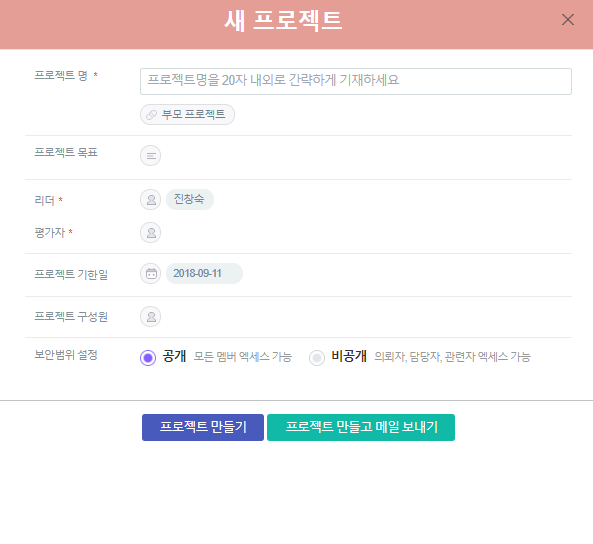 새 프로젝트
프로젝트 명 *
프로젝트명을 20자 내외로 간략하게 기재하세요
부모 프로젝트
프로젝트 목표
리더 * 진창숙
평가자 *
프로젝트 기한일 2018-09-11
프로젝트 구성원
보안범위 설정 공개 모든 멤버 엑세스 가능 비공개 의뢰자, 담당자, 관련자 엑세스 가능
프로젝트 만들기 프로젝트 만들고 메일 보내기